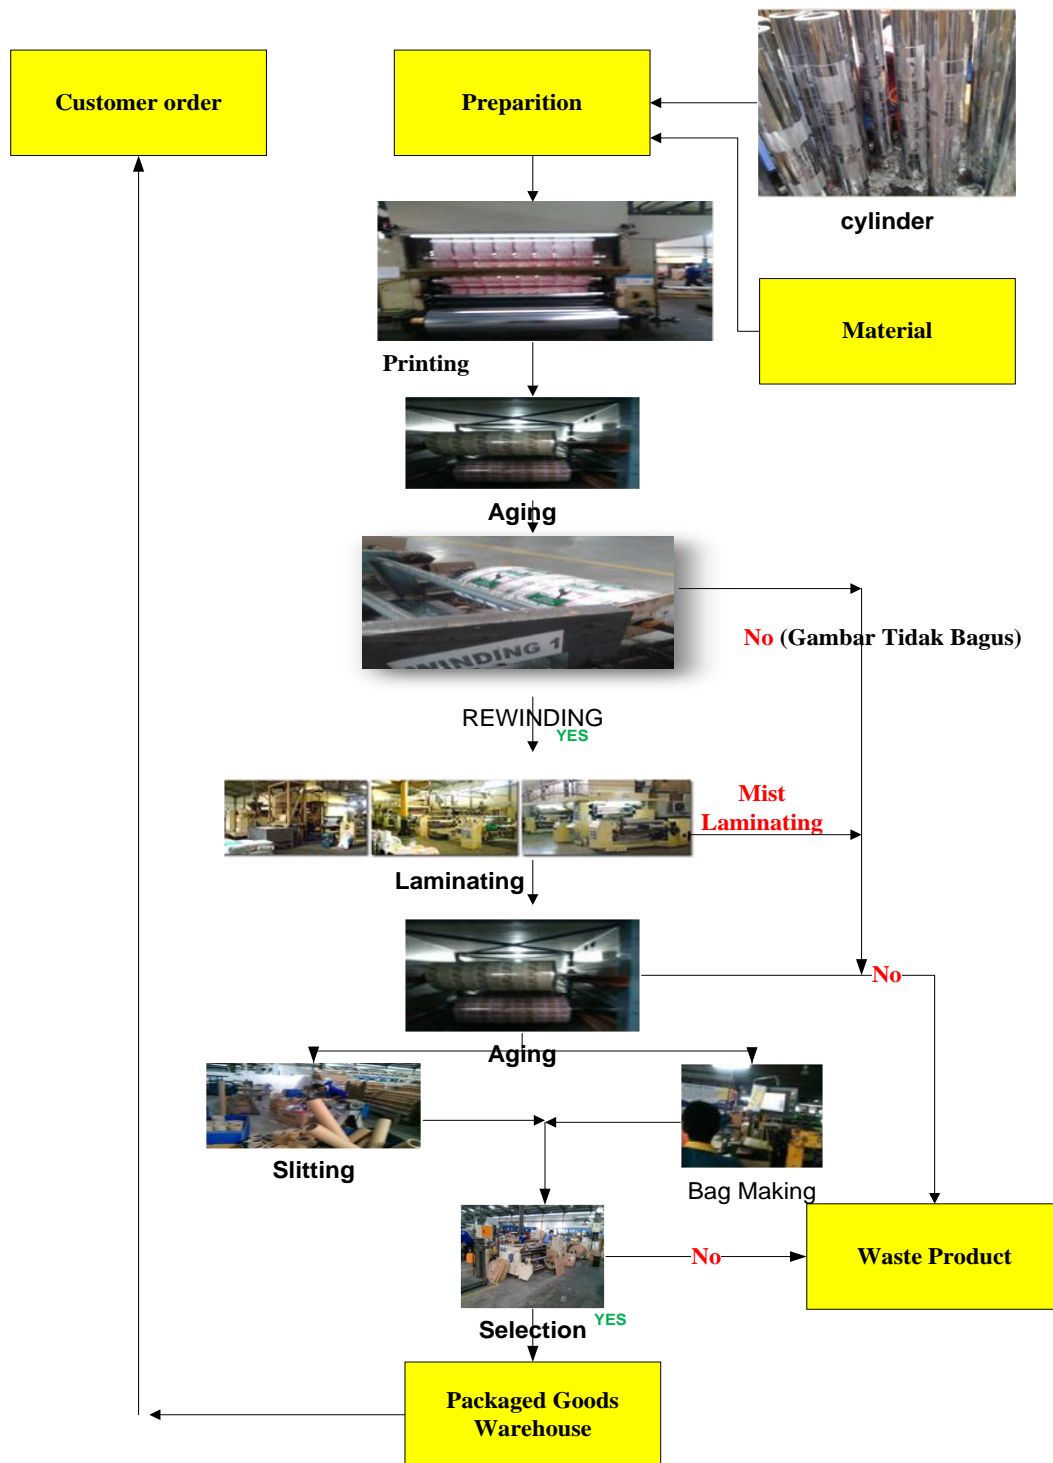 Customer order
Preparition
cylinder
Material
Printing
Aging
WINDING 1
No (Gambar Tidak Bagus)
REWINDING
YES
Mist
Laminating
Laminating
No
Aging
Slitting
Bag Making
No
Waste Product
YES
Selection
Packaged Goods
Warehouse